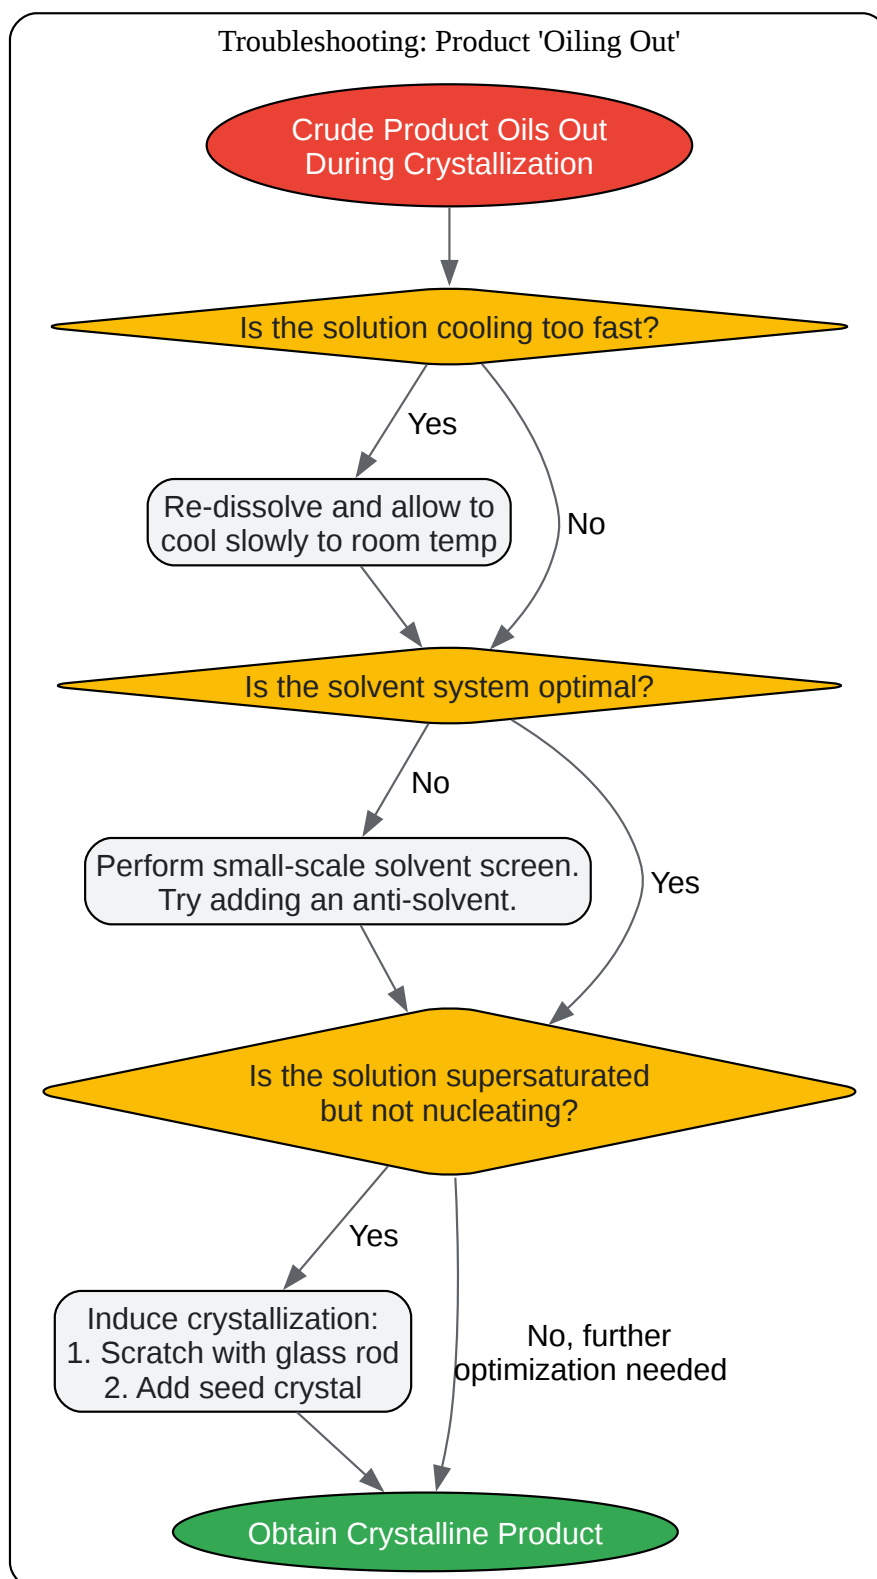 Troubleshooting: Product 'Oiling Out'
Crude Product Oils Out
During Crystallization
Is the solution cooling too fast?
Yes
Re-dissolve and allow to
cool slowly to room temp
No
Is the solvent system optimal?
No
Perform small-scale solvent screen.
Try adding an anti-solvent.
Yes
Is the solution supersaturated
but not nucleating?
Yes
Induce crystallization:
1. Scratch with glass rod
2. Add seed crystal
No, further
optimization needed
Obtain Crystalline Product